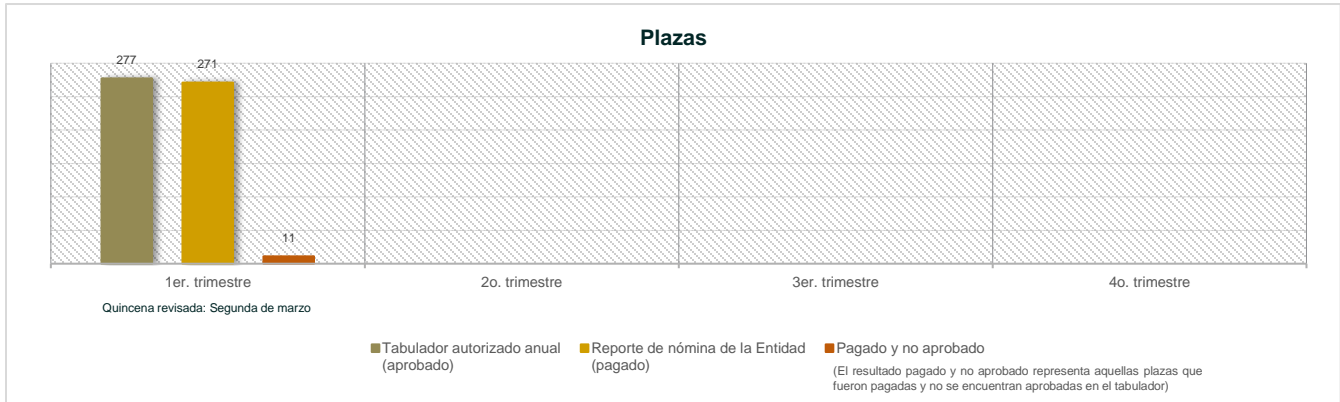 Plazas
277
271
11
1er. trimestre
2o. trimestre
3er. trimestre
4o. trimestre
Quincena revisada: Segunda de marzo
Tabulador autorizado anual
(aprobado)
Reporte de nómina de la Entidad
(pagado)
Pagado y no aprobado
(El resultado pagado y no aprobado representa aquellas plazas que
fueron pagadas y no se encuentran aprobadas en el tabulador)